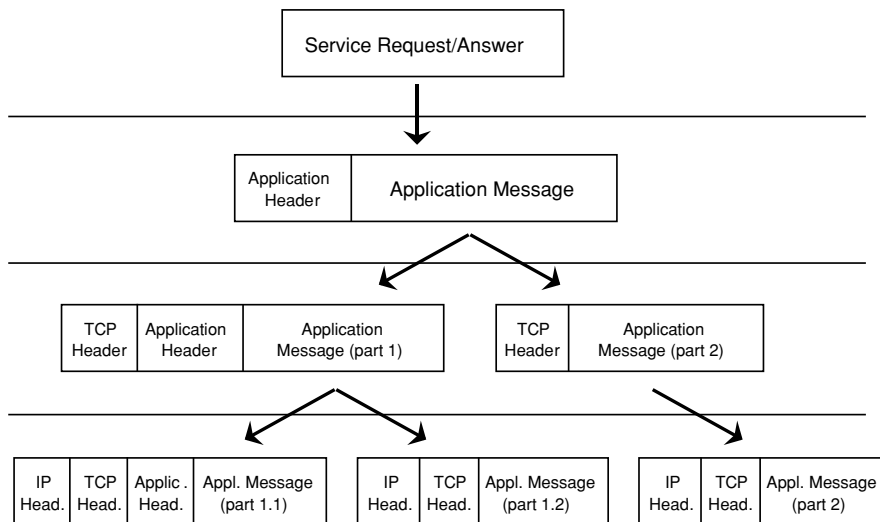 Service Request/Answer
Application
Header
Application Message
TCP
Header
Application
Header
Application
Message (part 1)
TCP
Header
Application
Message (part 2)
IP
Head.
TCP
Head.
Applic .
Head.
Appl. Message
(part 1.1)
IP
Head.
TCP
Head.
Appl. Message
(part 1.2)
IP
Head.
TCP
Head.
Appl. Message
(part 2)